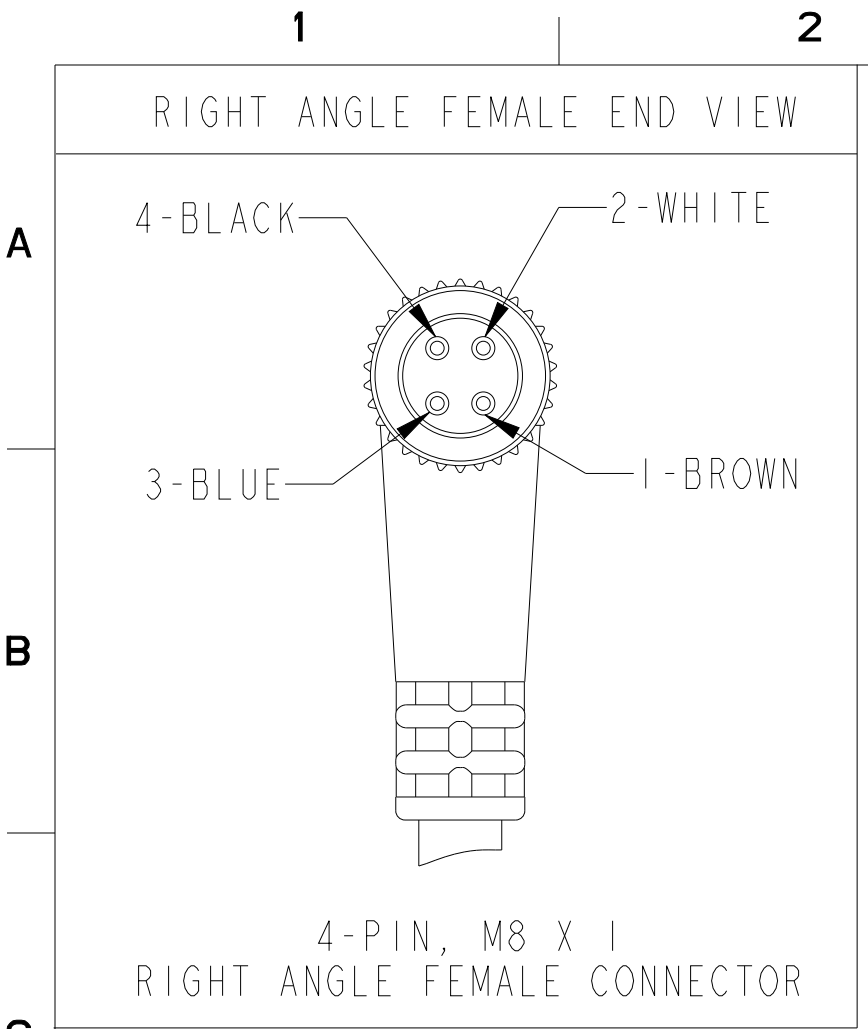 1 2
RIGHT ANGLE FEMALE END VIEW
4-BLACK 2-WHITE
A
3-BLUE 1-BROWN
B
4-PIN, M8 X 1
RIGHT ANGLE FEMALE CONNECTOR